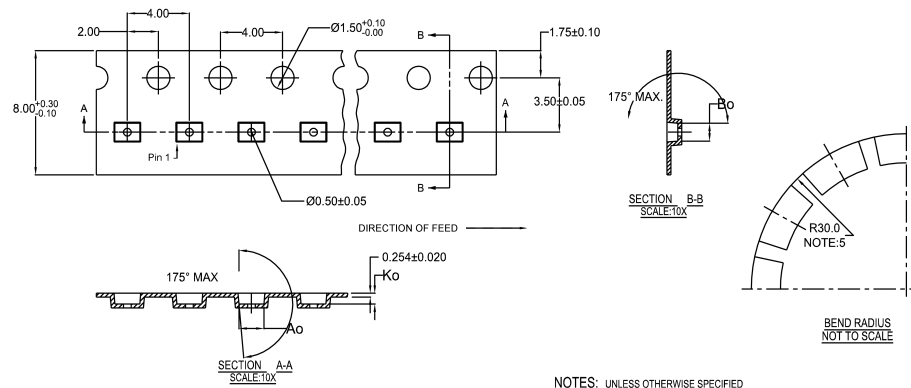 4.00
2.00
4.00
Ø1.50+0.10
-0.00
B
1.75±0.10
8.00+0.30
-0.10
A
A
3.50±0.05
Pin 1
B
Ø0.50±0.05
DIRECTION OF FEED
175° MAX.
Bo
SECTION B-B
SCALE:10X
R30.0
NOTE:5
BEND RADIUS
NOT TO SCALE
0.254±0.020
175° MAX
Ko
Ao
SECTION A-A
SCALE:10X
NOTES: UNLESS OTHERWISE SPECIFIED